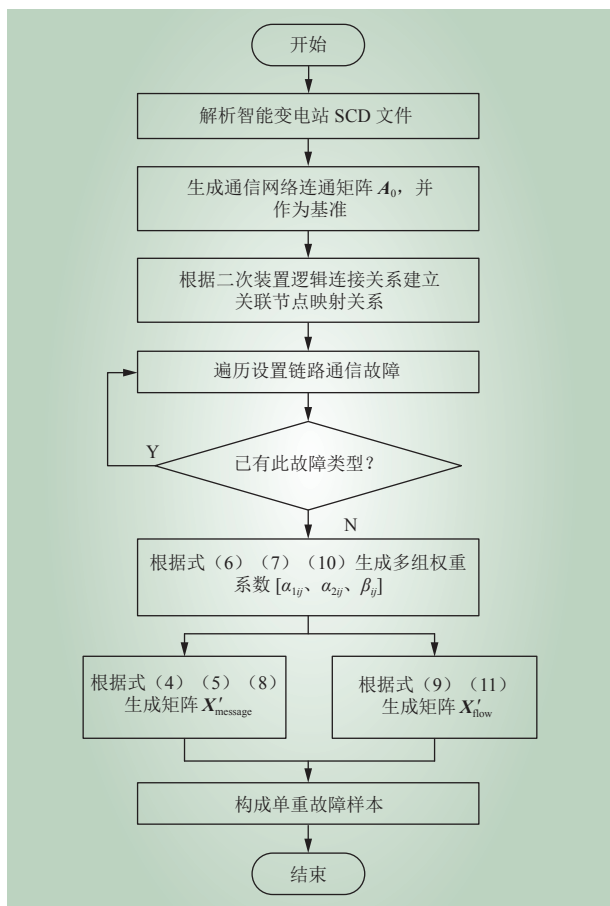 开始
解析智能变电站 SCD 文件
生成通信网络连通矩阵 A₀，并
作为基准
根据二次装置逻辑连接关系建立
关联节点映射关系
遍历设置链路通信故障
Y
已有此故障类型？
N
根据式（6）（7）（10）生成多组权重
系数 [α₁ᵢⱼ、α₂ᵢⱼ、βᵢⱼ]
根据式（4）（5）（8）
生成矩阵 X′message
根据式（9）（11）
生成矩阵 X′flow
构成单重故障样本
结束